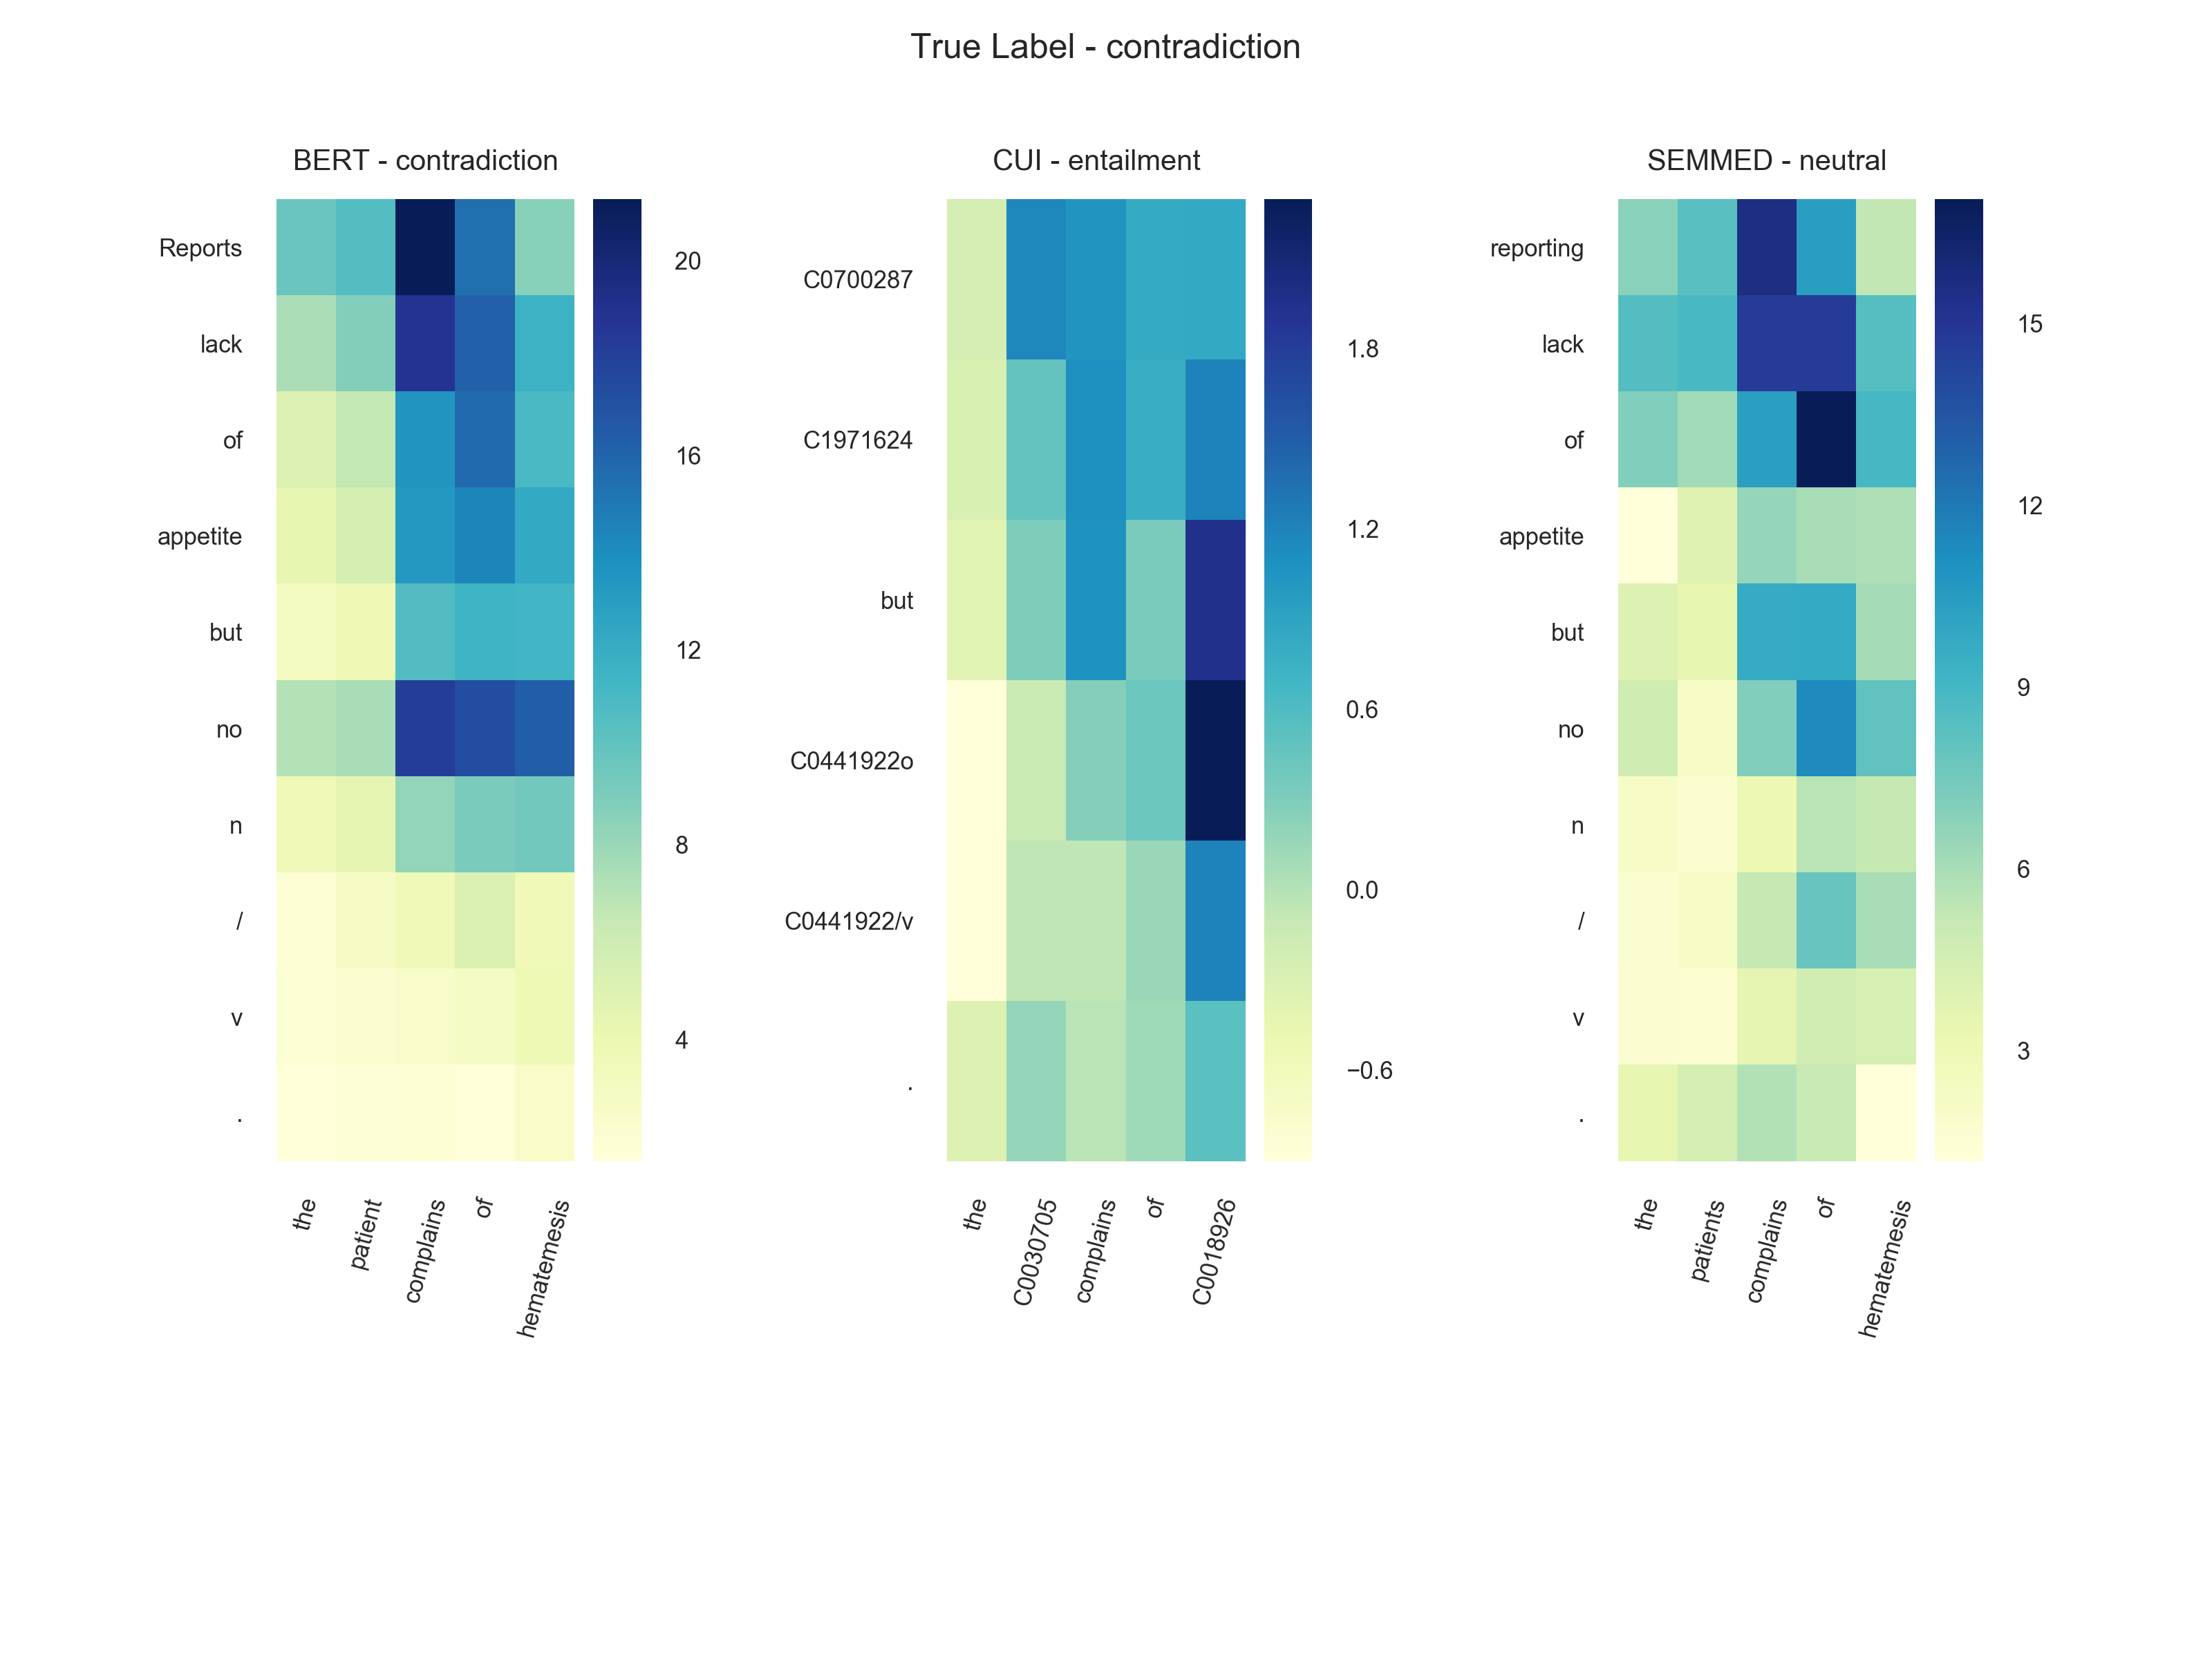 True Label - contradiction
BERT - contradiction
Reports
lack
of
appetite
but
no
n
/
v
.
the
patient
complains
of
hematemesis
20
16
12
8
4
CUI - entailment
C0700287
C1971624
but
C0441922o
C0441922/v
.
the
C0030705
complains
of
C0018926
1.8
1.2
0.6
0.0
−0.6
SEMMED - neutral
reporting
lack
of
appetite
but
no
n
/
v
.
the
patients
complains
of
hematemesis
15
12
9
6
3